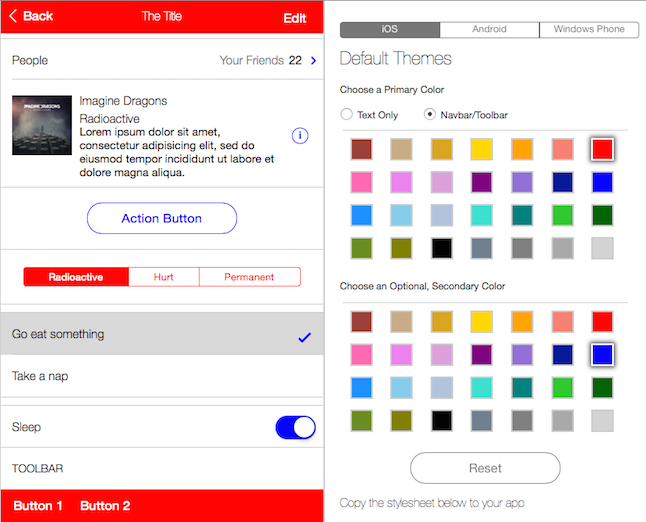 Back
The Title
Edit
People
Your Friends 22
IMAGINE DRAGONS
Imagine Dragons
Radioactive
Lorem ipsum dolor sit amet,
consectetur adipisicing elit, sed do
eiusmod tempor incididunt ut labore et
dolore magna aliqua.
i
Action Button
Radioactive
Hurt
Permanent
Go eat something
Take a nap
Sleep
TOOLBAR
Button 1
Button 2
iOS
Android
Windows Phone
Default Themes
Choose a Primary Color
Text Only
Navbar/Toolbar
Choose an Optional, Secondary Color
Reset
Copy the stylesheet below to your app